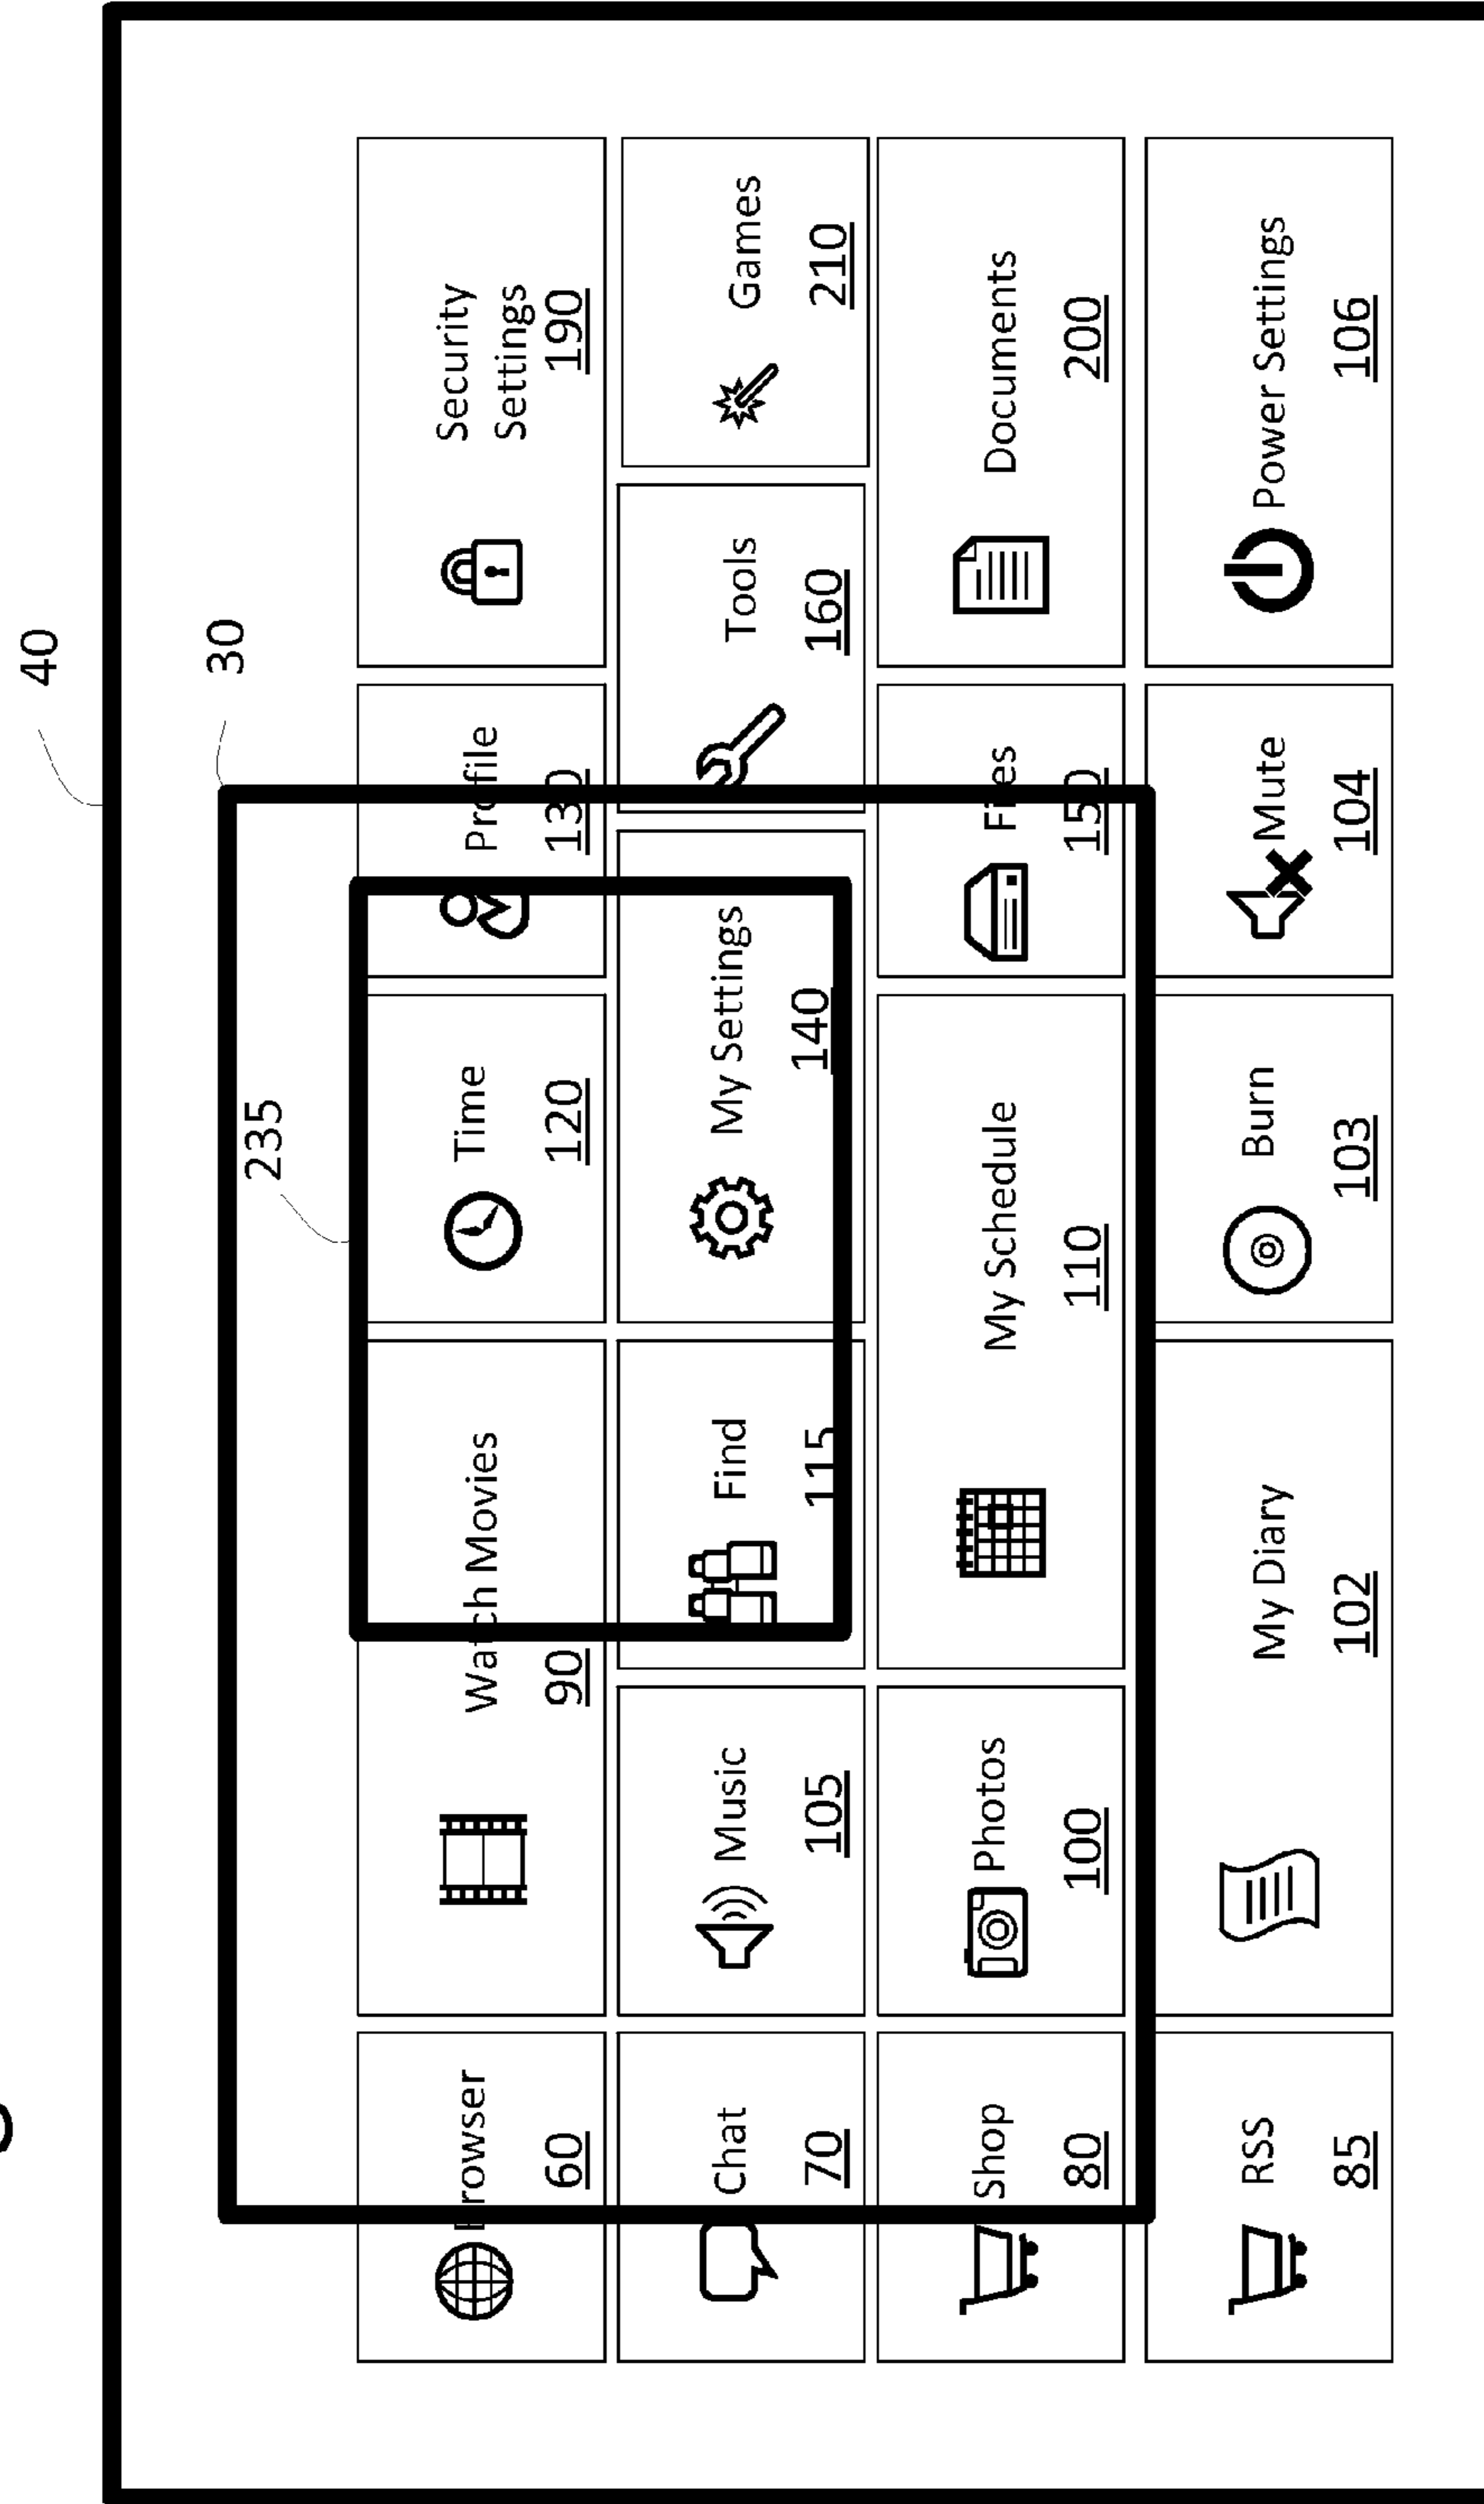 40
30
235
Browser
60
Watch Movies
90
Time
120
Profile
130
Security
Settings
190
Chat
70
Music
105
Find
115
My Settings
140
Tools
160
Games
210
Shop
80
Photos
100
My Schedule
110
Files
150
Documents
200
RSS
85
My Diary
102
Burn
103
Mute
104
Power Settings
106